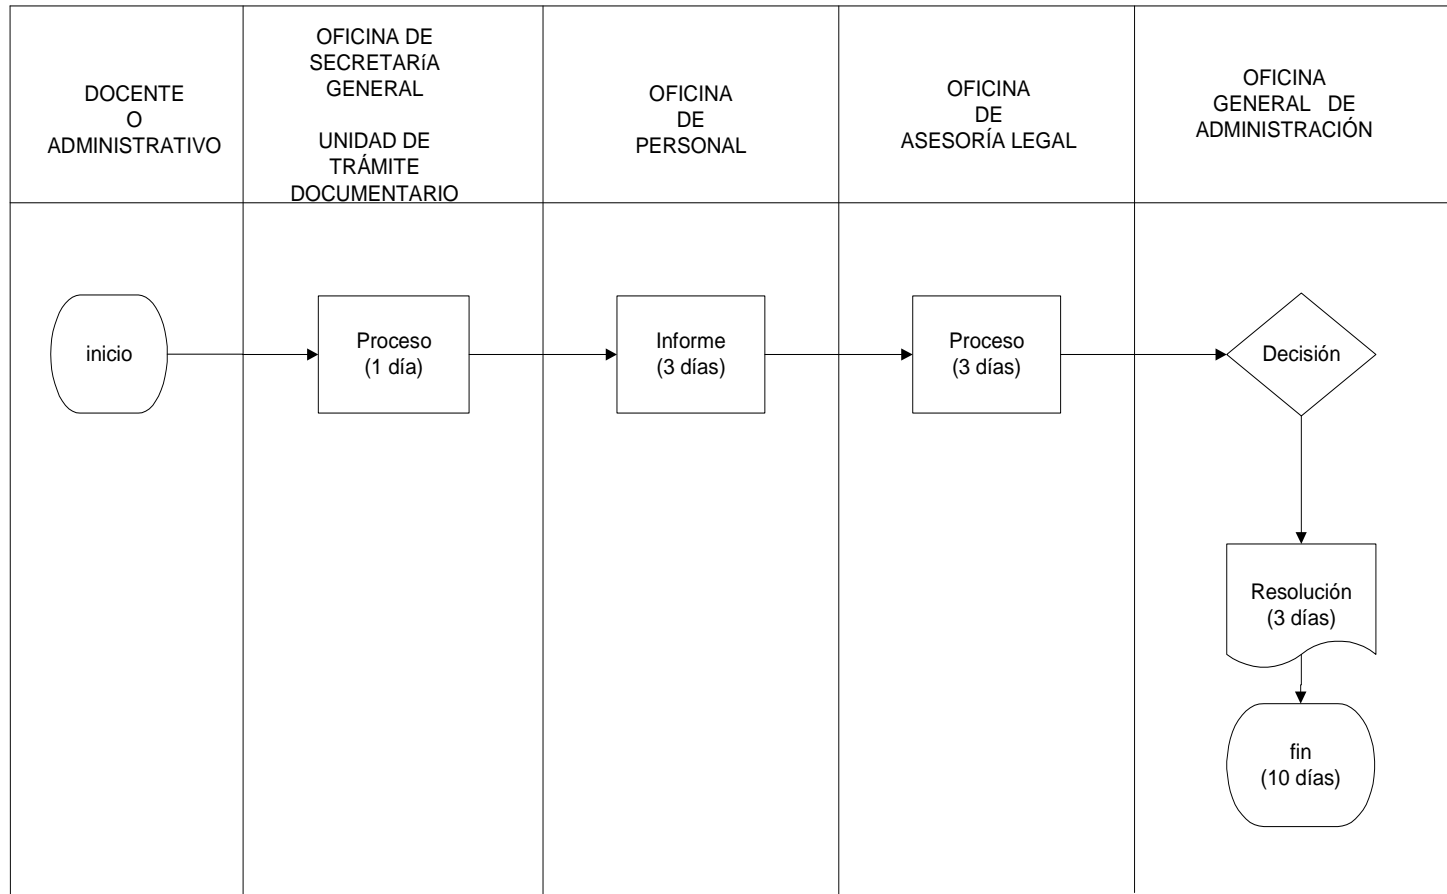 DOCENTE
O
ADMINISTRATIVO
OFICINA DE
SECRETARíA
GENERAL
UNIDAD DE
TRÁMITE
DOCUMENTARIO
OFICINA
DE
PERSONAL
OFICINA
DE
ASESORÍA LEGAL
OFICINA
GENERAL DE
ADMINISTRACIÓN
inicio
Proceso
(1 día)
Informe
(3 días)
Proceso
(3 días)
Decisión
Resolución
(3 días)
fin
(10 días)